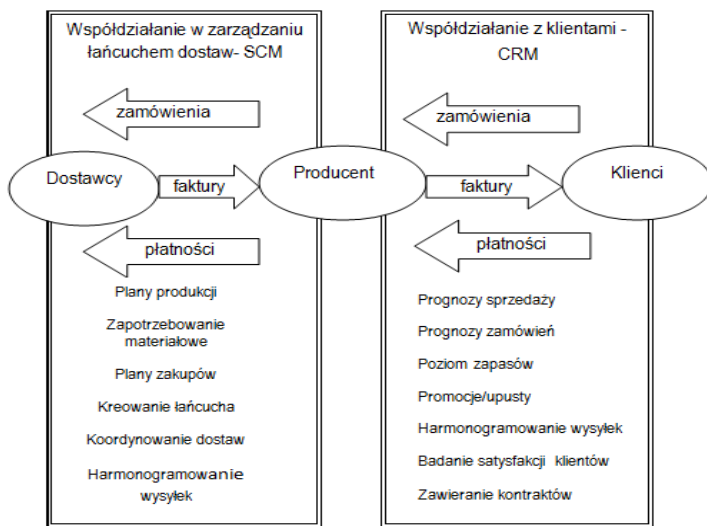 Współdziałanie w zarządzaniu
łańcuchem dostaw- SCM
zamówienia
Dostawcy
faktury
płatności
Plany produkcji
Zapotrzebowanie
materiałowe
Plany zakupów
Kreowanie łańcucha
Koordynowanie dostaw
Harmonogramowanie
wysyłek
Producent
Współdziałanie z klientami -
CRM
zamówienia
faktury
Klienci
płatności
Prognozy sprzedaży
Prognozy zamówień
Poziom zapasów
Promocje/upusty
Harmonogramowanie wysyłek
Badanie satysfakcji klientów
Zawieranie kontraktów